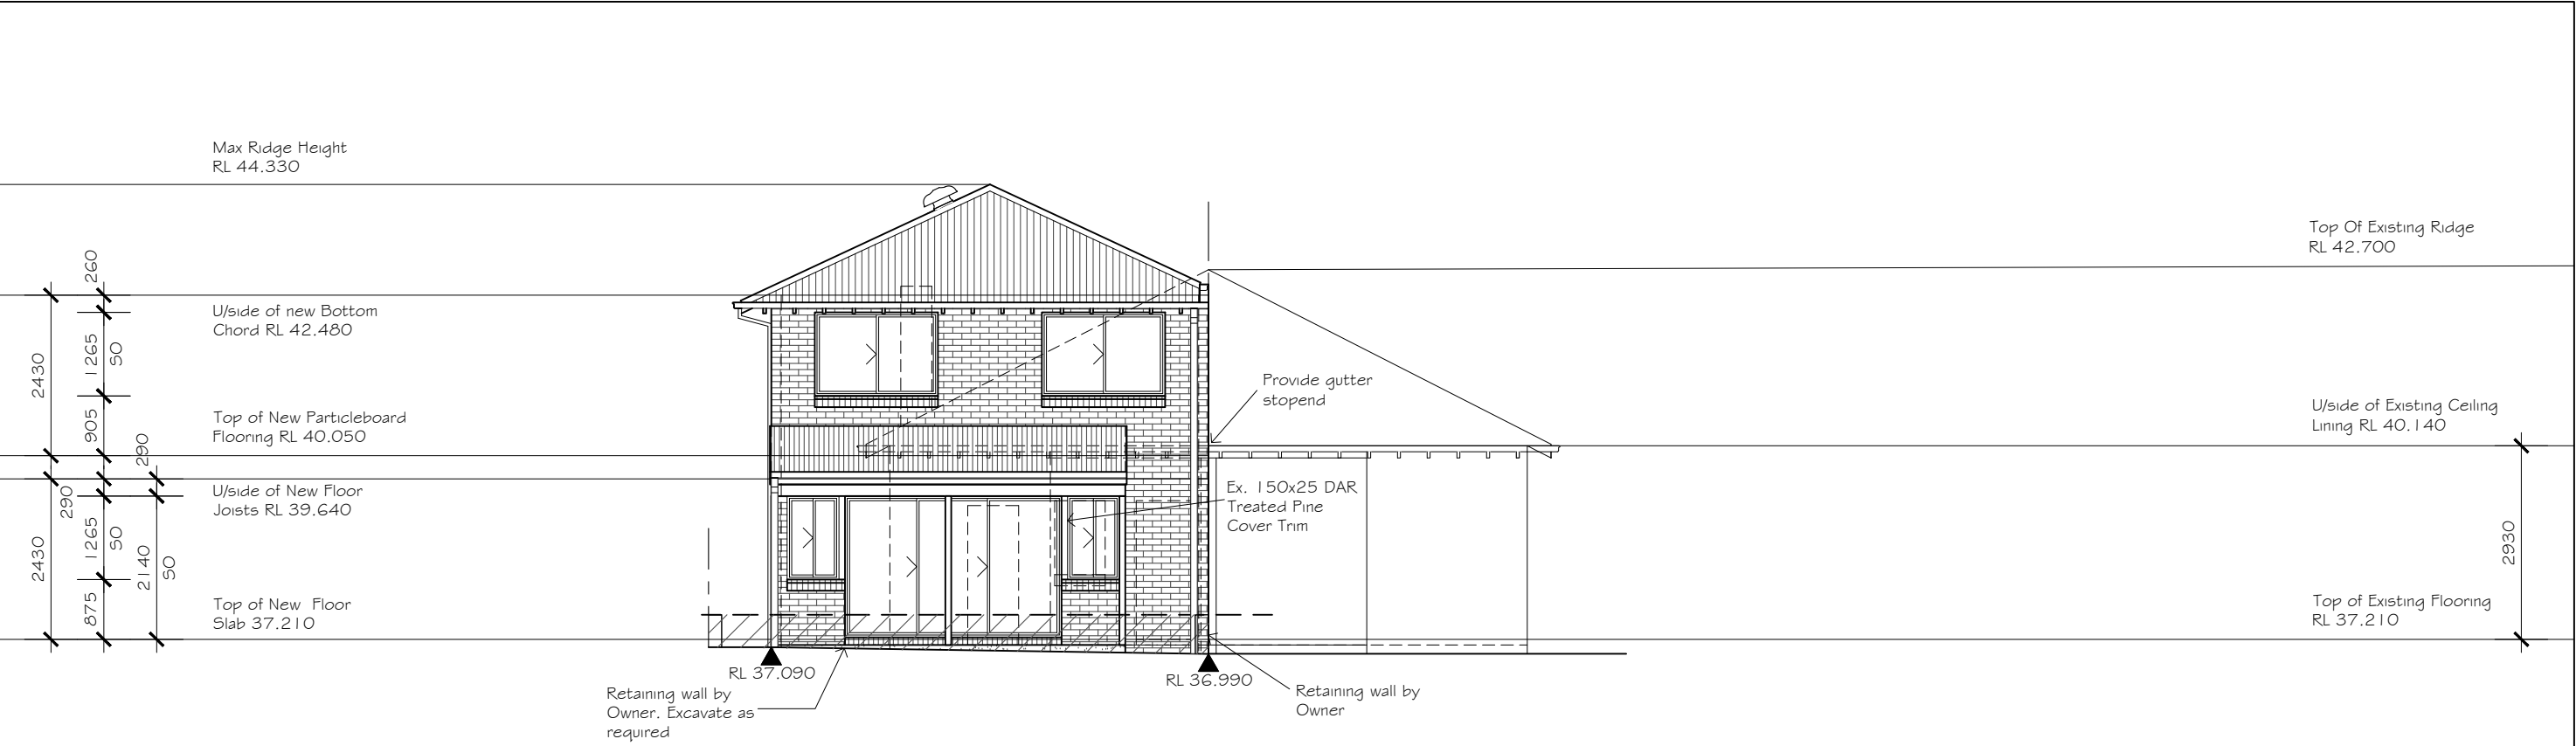 Max Ridge Height
RL 44.330
Top Of Existing Ridge
RL 42.700
260
U/side of new Bottom
Chord RL 42.480
2430
1265
SO
Provide gutter
stopend
U/side of Existing Ceiling
Lining RL 40.140
Top of New Particleboard
Flooring RL 40.050
905
290
U/side of New Floor
Joists RL 39.640
Ex. 150x25 DAR
Treated Pine
Cover Trim
290
2430
1265
SO
2140
SO
2930
875
Top of New Floor
Slab 37.210
Top of Existing Flooring
RL 37.210
RL 37.090
RL 36.990
Retaining wall by
Owner. Excavate as
required
Retaining wall by
Owner